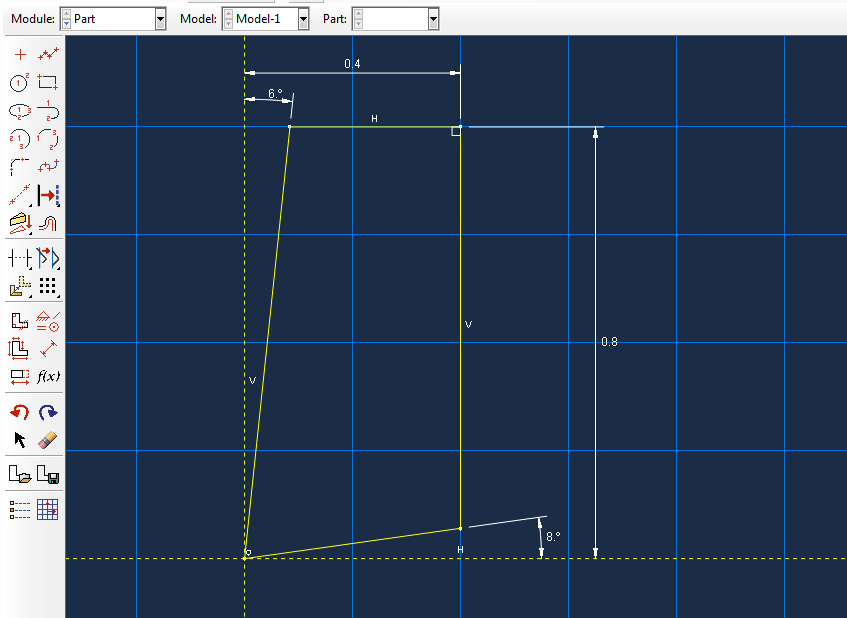 Module: Part Model: Model-1 Part:
0.4
6.°
H
V
0.8
V
8.°
H
f(x)